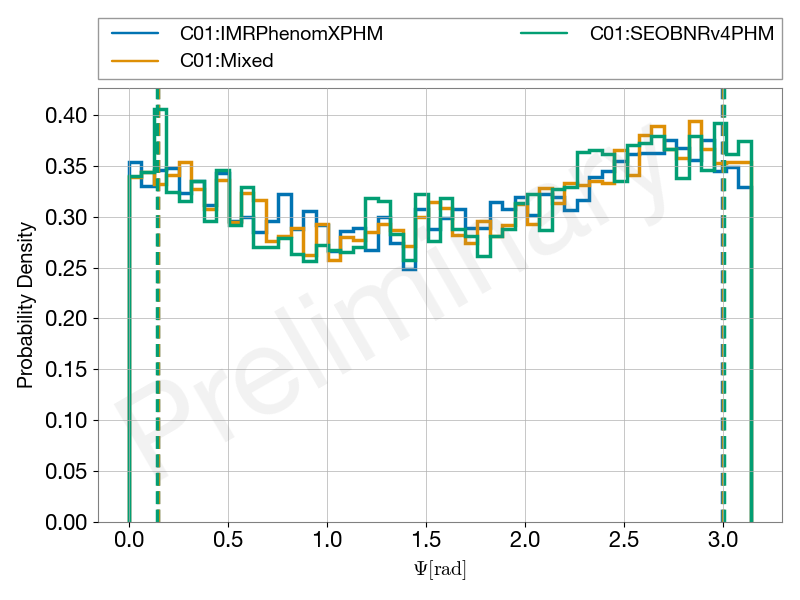 C01:IMRPhenomXPHM
C01:Mixed
C01:SEOBNRv4PHM
Probability Density
0.40
0.35
0.30
0.25
0.20
0.15
0.10
0.05
0.00
Preliminary
0.0 0.5 1.0 1.5 2.0 2.5 3.0
Ψ[rad]